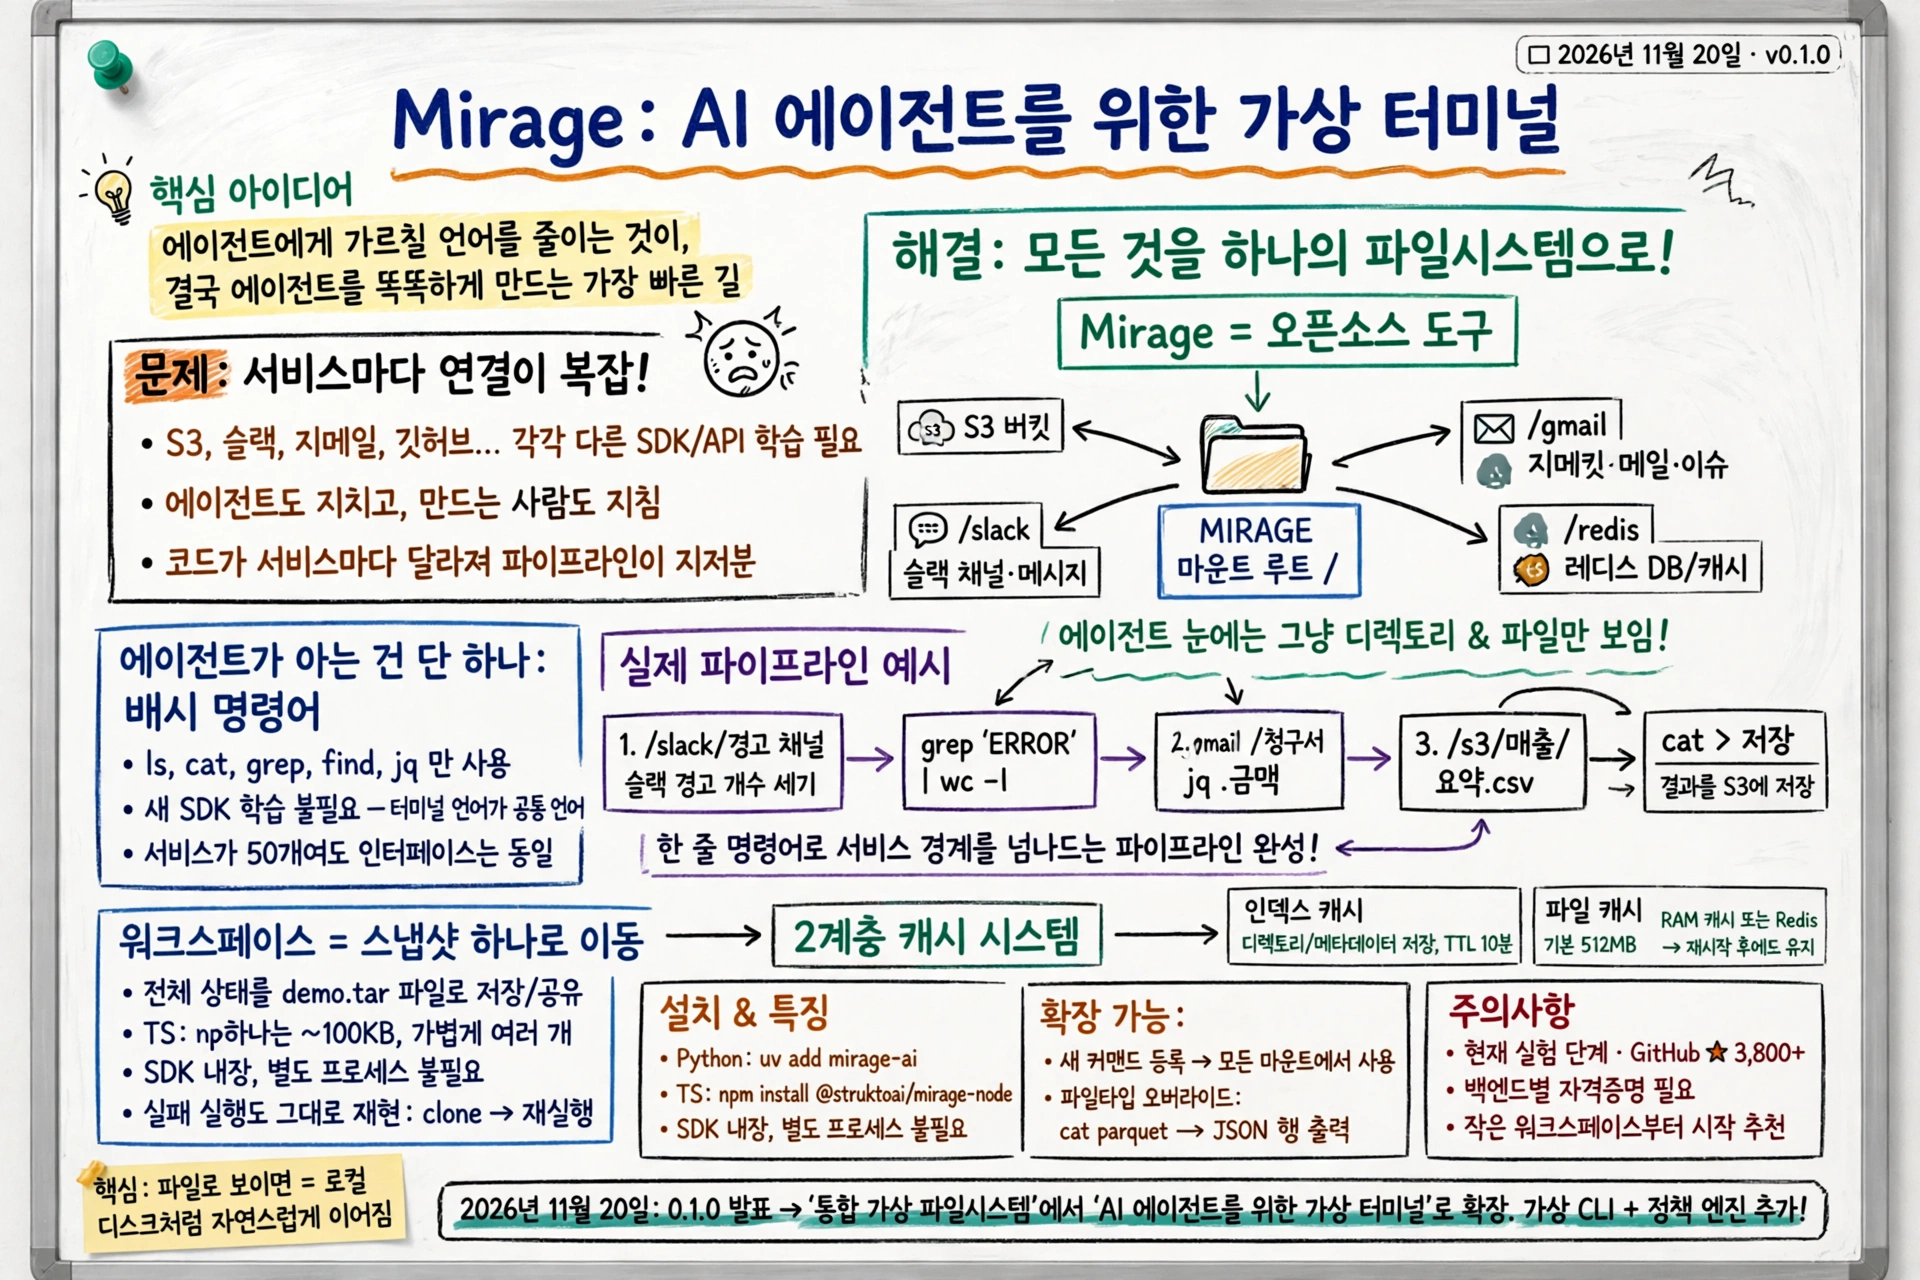 □ 2026년 11월 20일 · v0.1.0
Mirage : AI 에이전트를 위한 가상 터미널
핵심 아이디어
에이전트에게 가르칠 언어를 줄이는 것이,
결국 에이전트를 똑똑하게 만드는 가장 빠른 길
문제: 서비스마다 연결이 복잡!
• S3, 슬랙, 지메일, 깃허브... 각각 다른 SDK/API 학습 필요
• 에이전트도 지치고, 만드는 사람도 지침
• 코드가 서비스마다 달라져 파이프라인이 지저분
해결: 모든 것을 하나의 파일시스템으로!
Mirage = 오픈소스 도구
S3 S3 버킷
/gmail
지메킷·메일·이슈
/slack
슬랙 채널·메시지
MIRAGE
마운트 루트 /
/redis
레디스 DB/캐시
에이전트 눈에는 그냥 디렉토리 & 파일만 보임!
에이전트가 아는 건 단 하나:
배시 명령어
• ls, cat, grep, find, jq 만 사용
• 새 SDK 학습 불필요 – 터미널 언어가 공통 언어
• 서비스가 50개여도 인터페이스는 동일
실제 파이프라인 예시
1. /slack/경고 채널
슬랙 경고 개수 세기
→
grep 'ERROR'
| wc -l
→
2. gmail /청구서
jq .금맥
→
3. /s3/매출/
요약.csv
→
cat > 저장
→ 결과를 S3에 저장
한 줄 명령어로 서비스 경계를 넘나드는 파이프라인 완성!
워크스페이스 = 스냅샷 하나로 이동
• 전체 상태를 demo.tar 파일로 저장/공유
• TS: np하나는 ~100KB, 가볍게 여러 개
• SDK 내장, 별도 프로세스 불필요
• 실패 실행도 그대로 재현: clone → 재실행
2계층 캐시 시스템
인덱스 캐시
디렉토리/메타데이터 저장, TTL 10분
파일 캐시
기본 512MB
RAM 캐시 또는 Redis
→ 재시작 후에드 유지
설치 & 특징
• Python: uv add mirage-ai
• TS: npm install @struktoai/mirage-node
• SDK 내장, 별도 프로세스 불필요
확장 가능:
• 새 커맨드 등록 → 모든 마운트에서 사용
• 파일타입 오버라이드:
cat parquet → JSON 행 출력
주의사항
• 현재 실험 단계 · GitHub ★ 3,800+
• 백엔드별 자격증명 필요
• 작은 워크스페이스부터 시작 추천
핵심: 파일로 보이면 = 로컬
디스크처럼 자연스럽게 이어짐
2026년 11월 20일: 0.1.0 발표 → '통합 가상 파일시스템'에서 'AI 에이전트를 위한 가상 터미널'로 확장. 가상 CLI + 정책 엔진 추가!